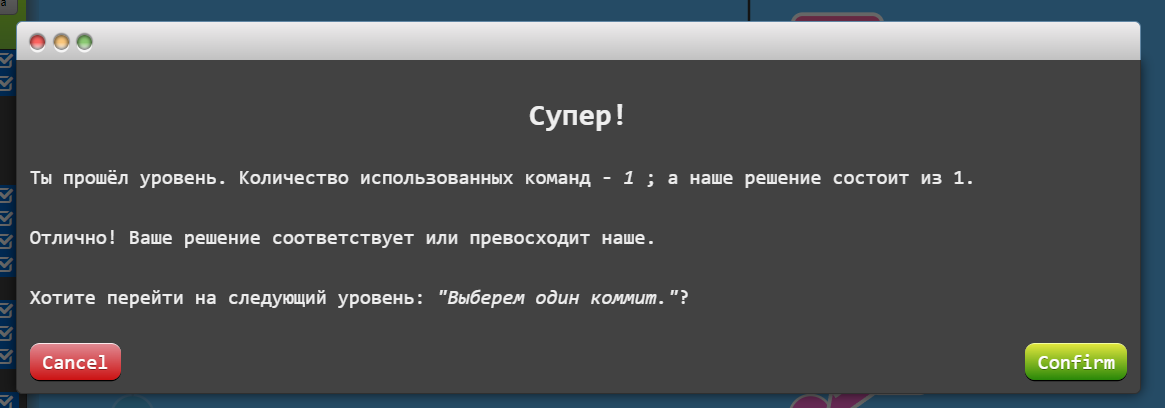 а
Супер!
Ты прошёл уровень. Количество использованных команд - 1 ; а наше решение состоит из 1.
Отлично! Ваше решение соответствует или превосходит наше.
Хотите перейти на следующий уровень: "Выберем один коммит."?
Cancel
Confirm